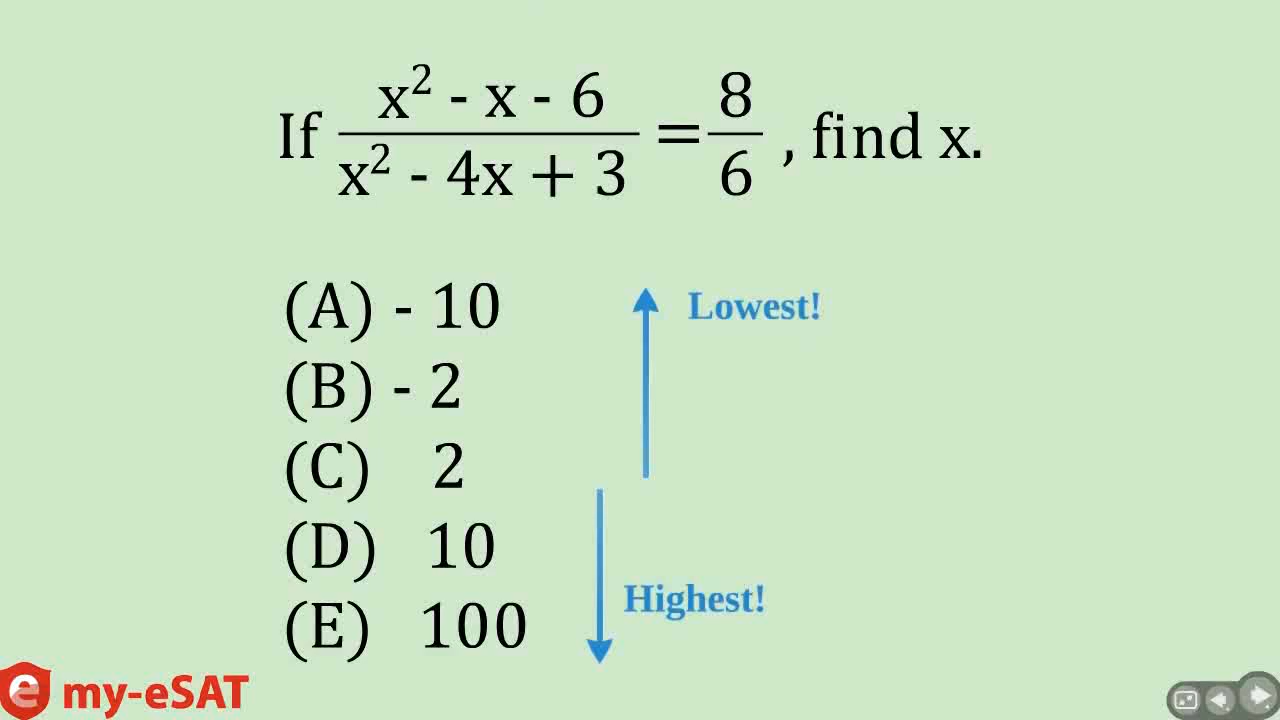 If (x² - x - 6)/(x² - 4x + 3) = 8/6 , find x.
(A) - 10
Lowest!
(B) - 2
(C) 2
(D) 10
Highest!
(E) 100
e my-eSAT